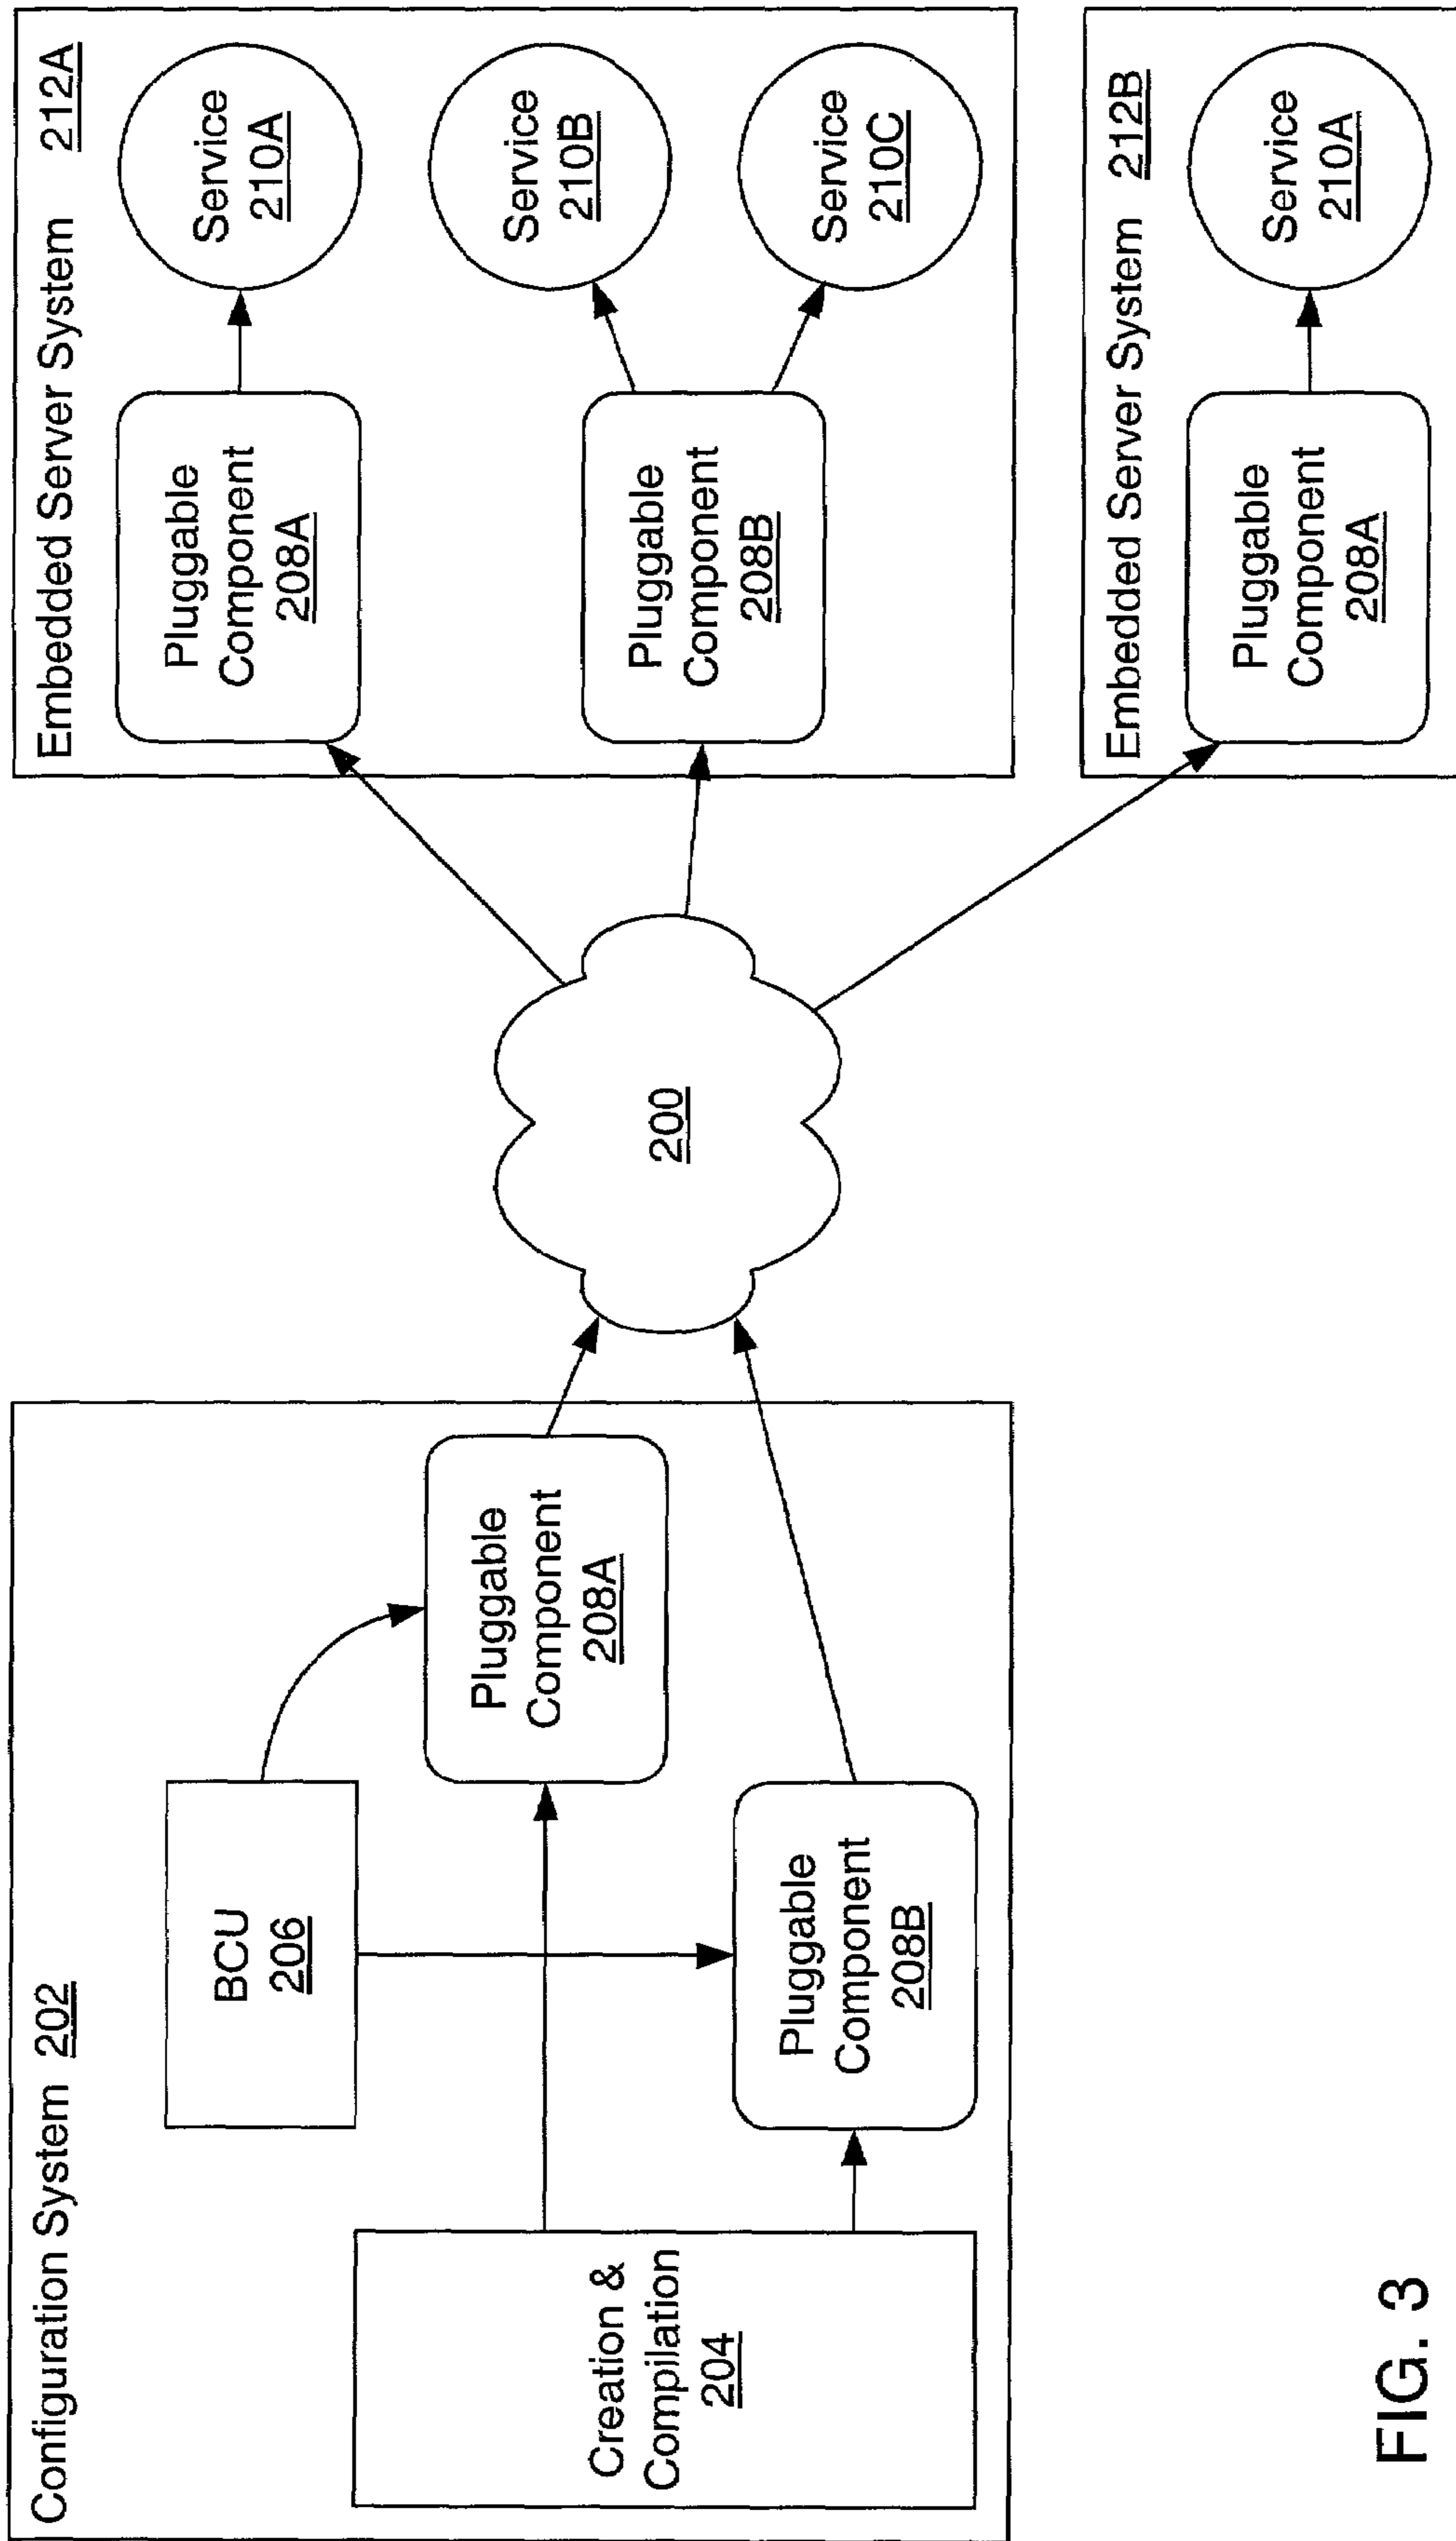 Configuration System 202
BCU
206
Creation &
Compilation
204
Pluggable
Component
208A
Pluggable
Component
208B
200
Embedded Server System 212A
Pluggable
Component
208A
Service
210A
Pluggable
Component
208B
Service
210B
Service
210C
Embedded Server System 212B
Pluggable
Component
208A
Service
210A
FIG. 3